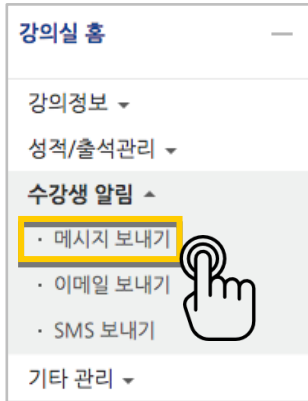 강의실 홈
강의정보
성적/출석관리
수강생 알림
· 메시지 보내기
· 이메일 보내기
· SMS 보내기
기타 관리